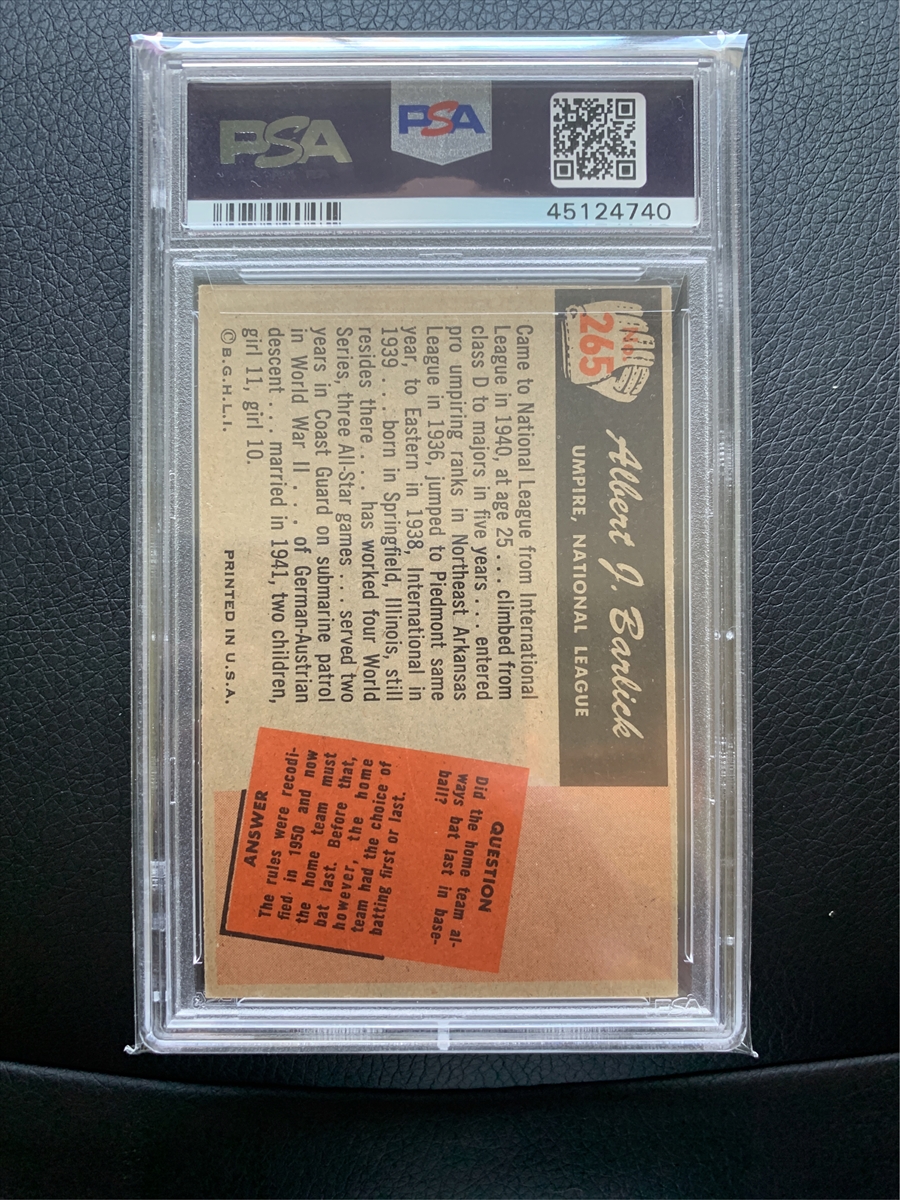 PSA
PSA
45124740
No.
265
Albert J. Barlick
UMPIRE, NATIONAL LEAGUE
Came to National League from International
League in 1940, at age 25 . . . climbed from
class D to majors in five years . . . entered
pro umpiring ranks in Northeast Arkansas
League in 1936, jumped to Piedmont same
year, to Eastern in 1938, International in
1939 . . . born in Springfield, Illinois, still
resides there . . . has worked four World
Series, three All-Star games . . . served two
years in Coast Guard on submarine patrol
in World War II . . . of German-Austrian
descent . . . married in 1941, two children,
girl 11, girl 10.
© B. G. H. L. I.
PRINTED IN U. S. A.
QUESTION
Did the home team al-
ways bat last in base-
ball?
ANSWER
The rules were recodi-
fied in 1950 and now
the home team must
bat last. Before that,
however, the home
team had the choice of
batting first or last.
PSA